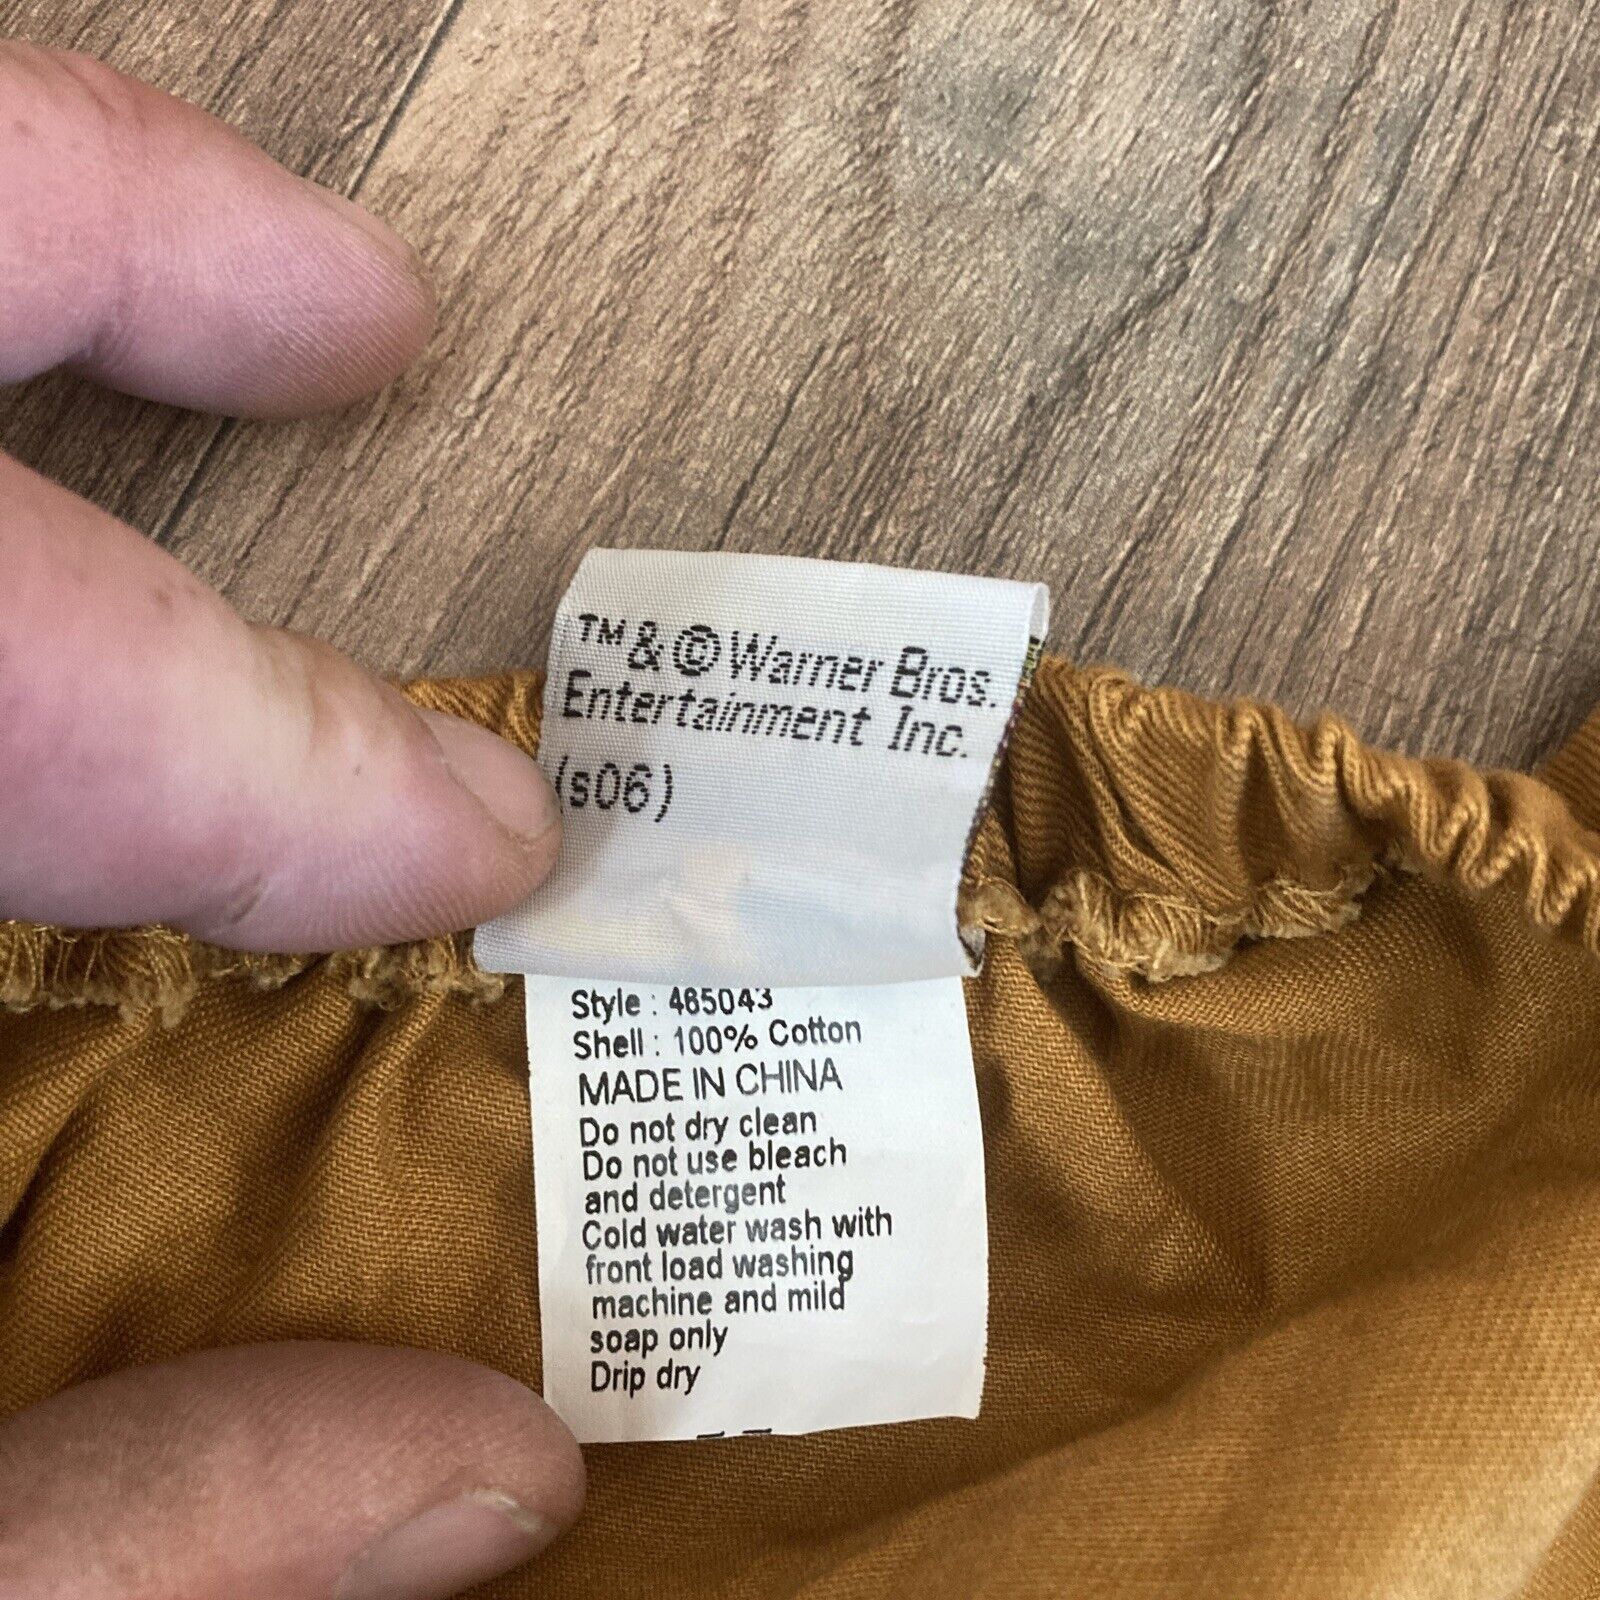 ™ & © Warner Bros.
Entertainment Inc.
(s06)
Style : 465043
Shell : 100% Cotton
MADE IN CHINA
Do not dry clean
Do not use bleach
and detergent
Cold water wash with
front load washing
machine and mild
soap only
Drip dry